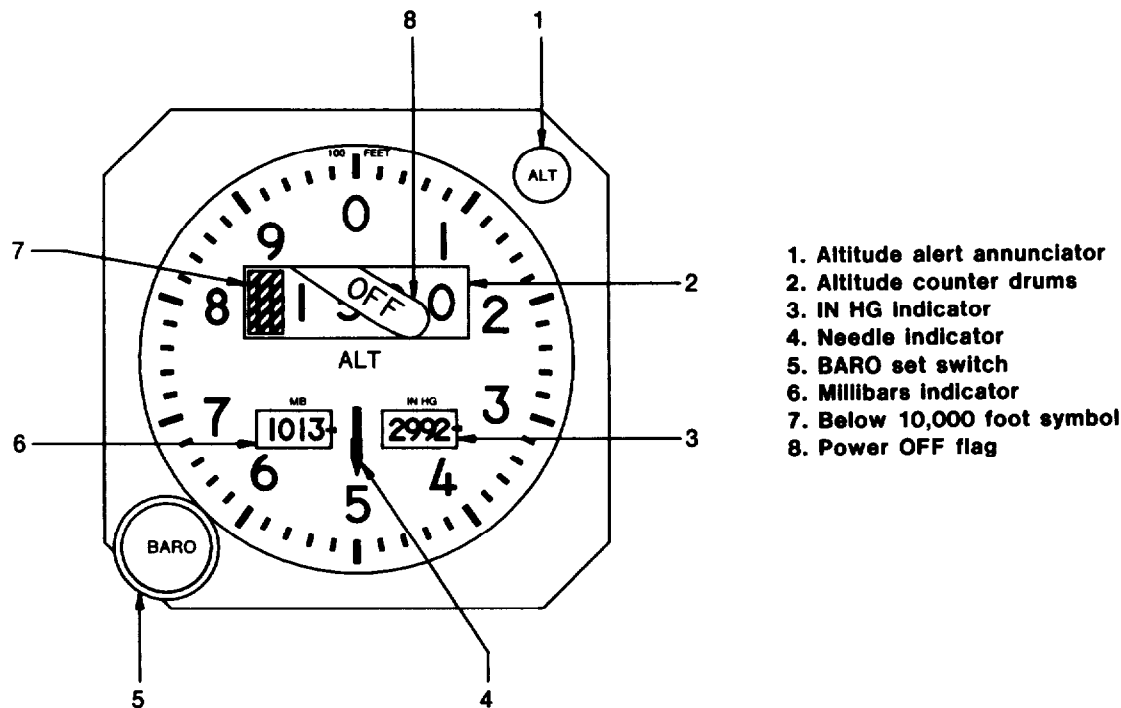 8 1
100 FEET
ALT
0
9 1
7
OFF
1 0
2
8 2
ALT
MB IN HG
7 3
1013 2992
6 3
6 4
5
BARO
5 4
1. Altitude alert annunciator
2. Altitude counter drums
3. IN HG indicator
4. Needle indicator
5. BARO set switch
6. Millibars indicator
7. Below 10,000 foot symbol
8. Power OFF flag